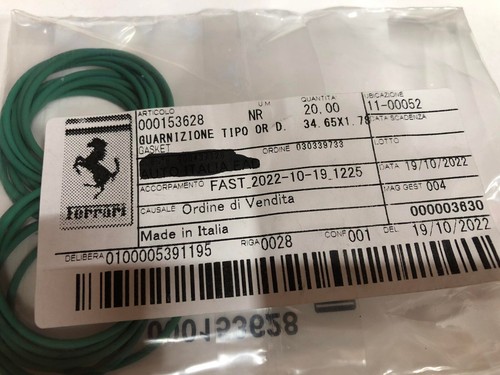 ARTICOLO U.M. QUANTITA' UBICAZIONE
000153628 NR 20.00 11-00052
GUARNIZIONE TIPO OR D. 34.65X1.78 DATA SCADENZA
GASKET ORDINE 030339733 LOTTO
DATA 19/10/2022
ACCORPAMENTO FAST_2022-10-19_1225
MAG GEST 004
CAUSALE Ordine di Vendita
Ferrari
000003630
Made in Italia
DELIBERA 0100005391195 RIGA 0028 CONF 001 DEL 19/10/2022
000153628